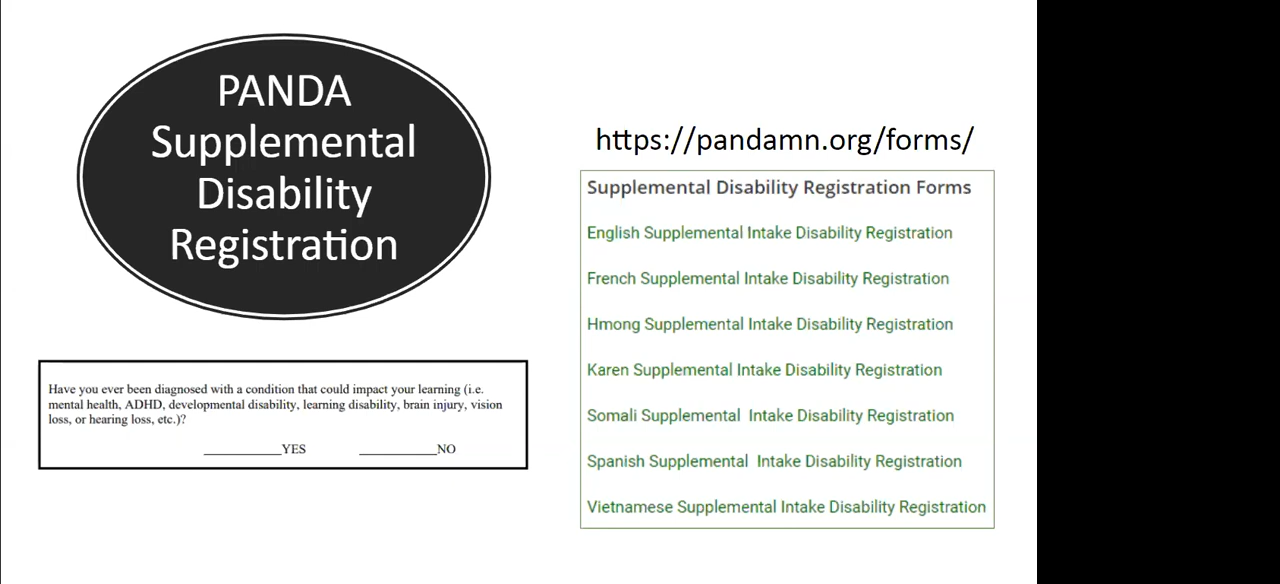 PANDA
Supplemental
Disability
Registration
https://pandamn.org/forms/
Supplemental Disability Registration Forms
English Supplemental Intake Disability Registration
French Supplemental Intake Disability Registration
Hmong Supplemental Intake Disability Registration
Karen Supplemental Intake Disability Registration
Somali Supplemental Intake Disability Registration
Spanish Supplemental Intake Disability Registration
Vietnamese Supplemental Intake Disability Registration
Have you ever been diagnosed with a condition that could impact your learning (i.e.
mental health, ADHD, developmental disability, learning disability, brain injury, vision
loss, or hearing loss, etc.)?
____________YES ____________NO